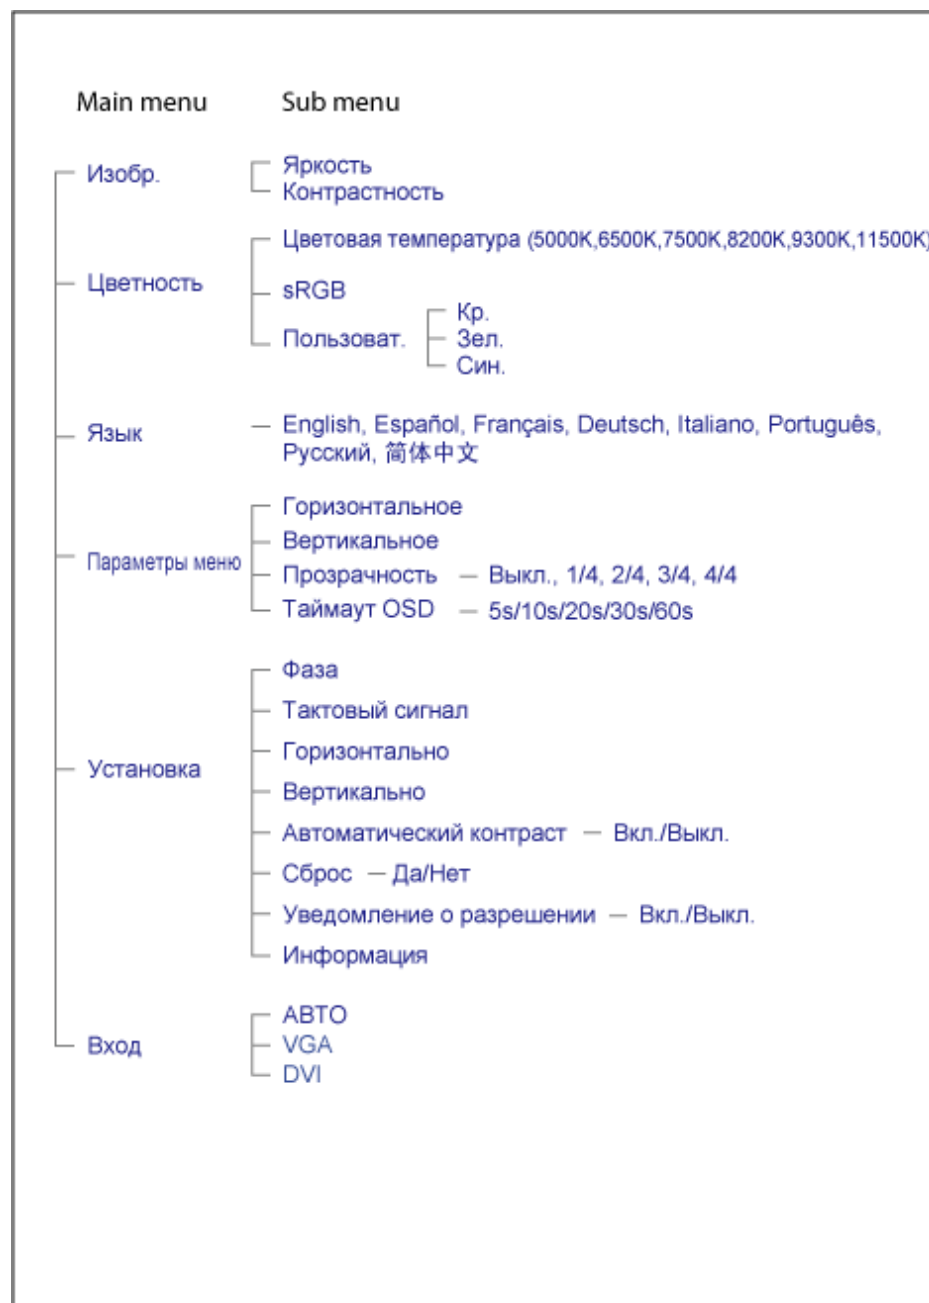 Main menu Sub menu
Изобр.
Яркость
Контрастность
Цветность
Цветовая температура (5000K,6500K,7500K,8200K,9300K,11500K)
sRGB
Пользоват.
Кр.
Зел.
Син.
Язык
English, Español, Français, Deutsch, Italiano, Português,
Русский, 简体中文
Параметры меню
Горизонтальное
Вертикальное
Прозрачность — Выкл., 1/4, 2/4, 3/4, 4/4
Таймаут OSD — 5s/10s/20s/30s/60s
Установка
Фаза
Тактовый сигнал
Горизонтально
Вертикально
Автоматический контраст — Вкл./Выкл.
Сброс — Да/Нет
Уведомление о разрешении — Вкл./Выкл.
Информация
Вход
АВТО
VGA
DVI